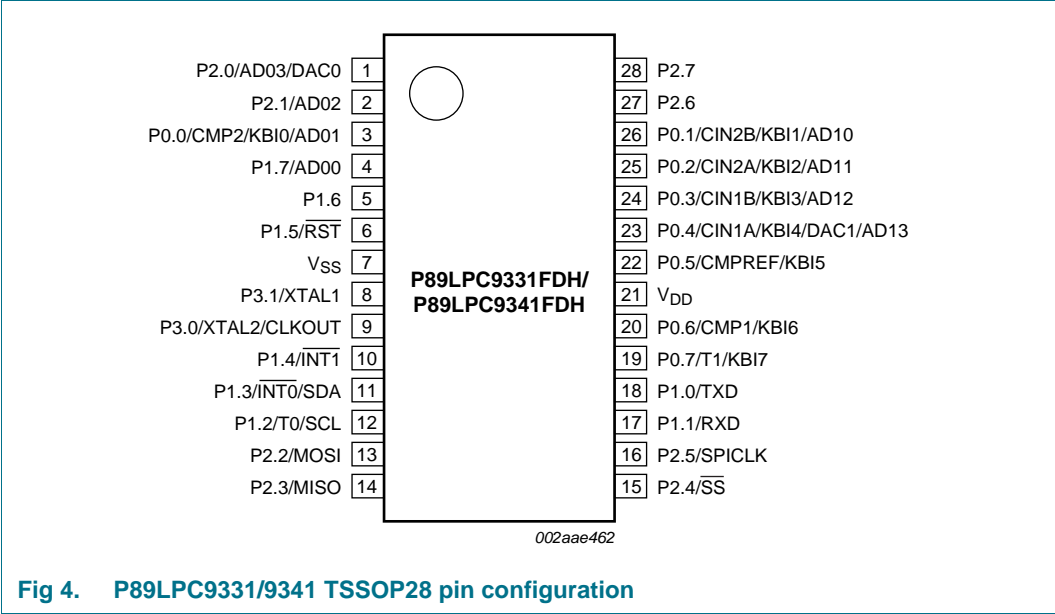 P2.0/AD03/DAC0 1
P2.1/AD02 2
P0.0/CMP2/KBI0/AD01 3
P1.7/AD00 4
P1.6 5
P1.5/R̅S̅T̅ 6
VSS 7
P3.1/XTAL1 8
P3.0/XTAL2/CLKOUT 9
P1.4/I̅N̅T̅1̅ 10
P1.3/I̅N̅T̅0̅/SDA 11
P1.2/T0/SCL 12
P2.2/MOSI 13
P2.3/MISO 14
P89LPC9331FDH/
P89LPC9341FDH
28 P2.7
27 P2.6
26 P0.1/CIN2B/KBI1/AD10
25 P0.2/CIN2A/KBI2/AD11
24 P0.3/CIN1B/KBI3/AD12
23 P0.4/CIN1A/KBI4/DAC1/AD13
22 P0.5/CMPREF/KBI5
21 VDD
20 P0.6/CMP1/KBI6
19 P0.7/T1/KBI7
18 P1.0/TXD
17 P1.1/RXD
16 P2.5/SPICLK
15 P2.4/S̅S̅
002aae462
Fig 4. P89LPC9331/9341 TSSOP28 pin configuration